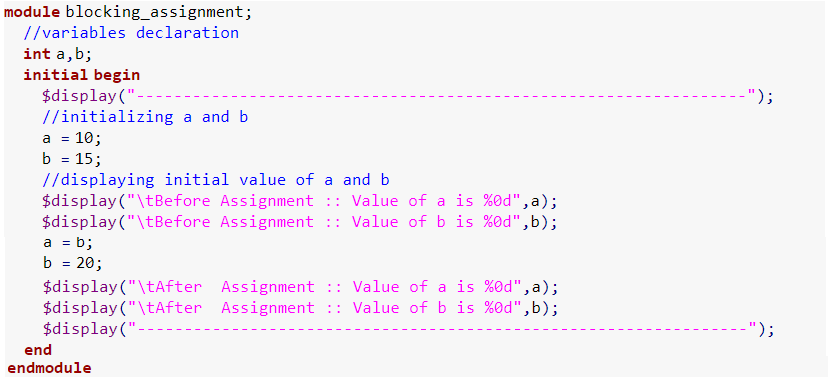 module blocking_assignment;
  //variables declaration
  int a,b;
  initial begin
    $display("-----------------------------------------------------------------");
    //initializing a and b
    a = 10;
    b = 15;
    //displaying initial value of a and b
    $display("\tBefore Assignment :: Value of a is %0d",a);
    $display("\tBefore Assignment :: Value of b is %0d",b);
    a = b;
    b = 20;
    $display("\tAfter  Assignment :: Value of a is %0d",a);
    $display("\tAfter  Assignment :: Value of b is %0d",b);
    $display("-----------------------------------------------------------------");
  end
endmodule